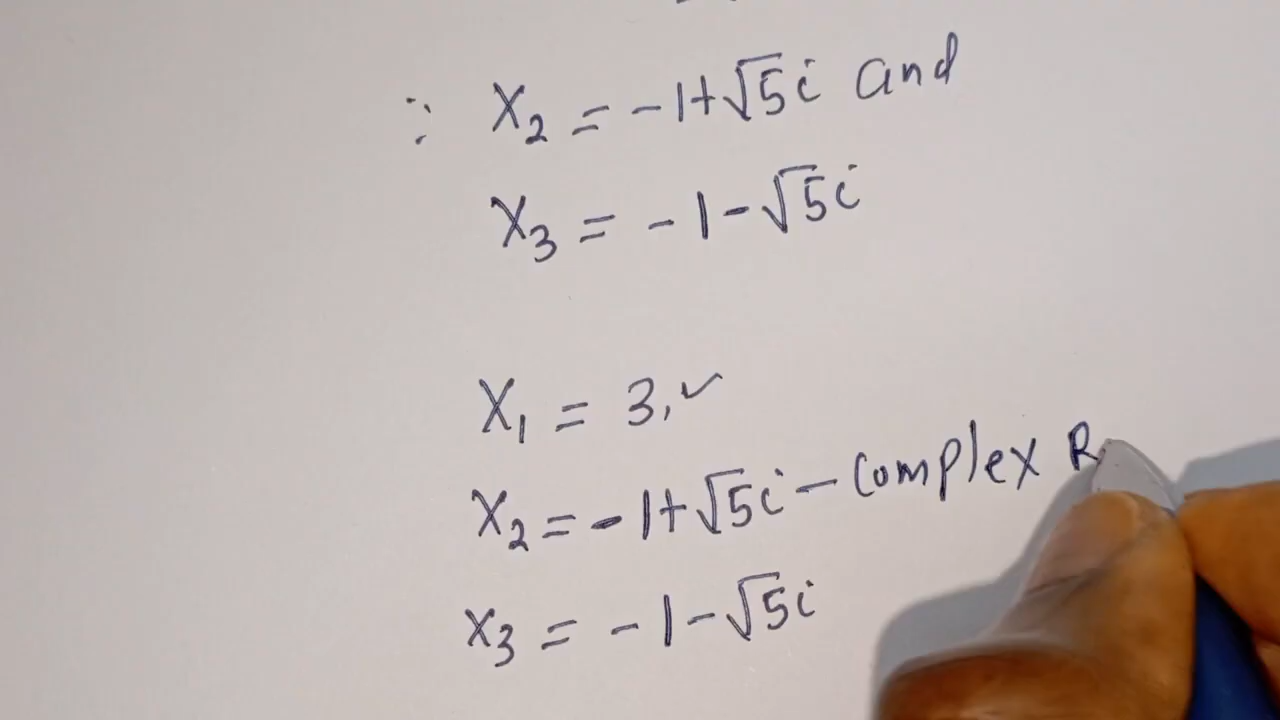 ∴ X₂ = -1+√5i and
X₃ = -1-√5i
X₁ = 3,✓
X₂ = -1+√5i - Complex R
X₃ = -1-√5i